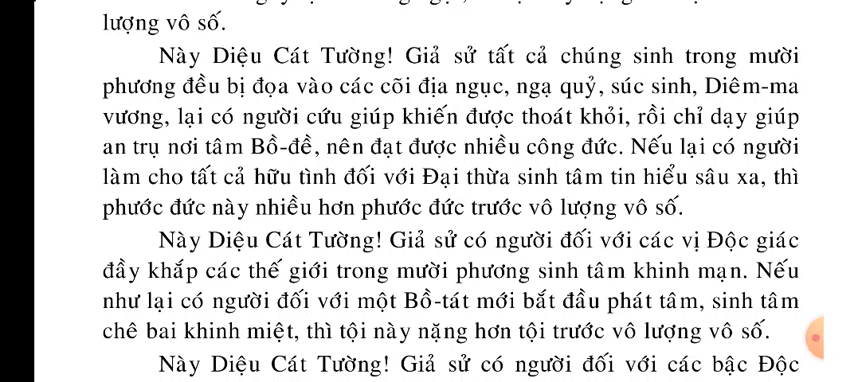 lượng vô số.
Này Diệu Cát Tường! Giả sử tất cả chúng sinh trong mười
phương đều bị đọa vào các cõi địa ngục, ngạ quỷ, súc sinh, Diêm-ma
vương, lại có người cứu giúp khiến được thoát khỏi, rồi chỉ dạy giúp
an trụ nơi tâm Bồ-đề, nên đạt được nhiều công đức. Nếu lại có người
làm cho tất cả hữu tình đối với Đại thừa sinh tâm tin hiểu sâu xa, thì
phước đức này nhiều hơn phước đức trước vô lượng vô số.
Này Diệu Cát Tường! Giả sử có người đối với các vị Độc giác
đầy khắp các thế giới trong mười phương sinh tâm khinh mạn. Nếu
như lại có người đối với một Bồ-tát mới bắt đầu phát tâm, sinh tâm
chê bai khinh miệt, thì tội này nặng hơn tội trước vô lượng vô số.
Này Diệu Cát Tường! Giả sử có người đối với các bậc Độc